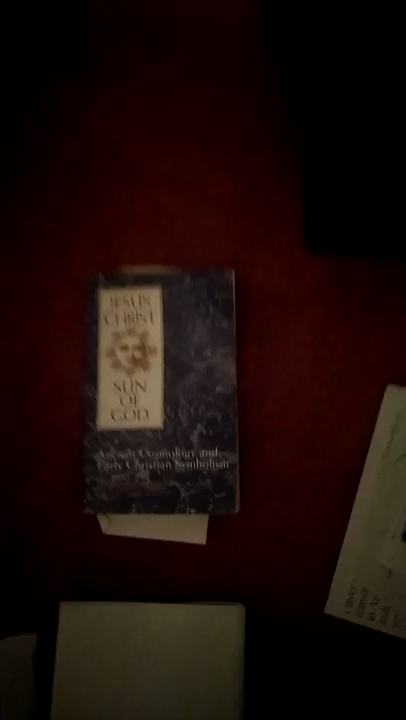 JESUS
CHRIST
SUN
OF
GOD
Ancient Cosmology and
Early Christian Symbolism